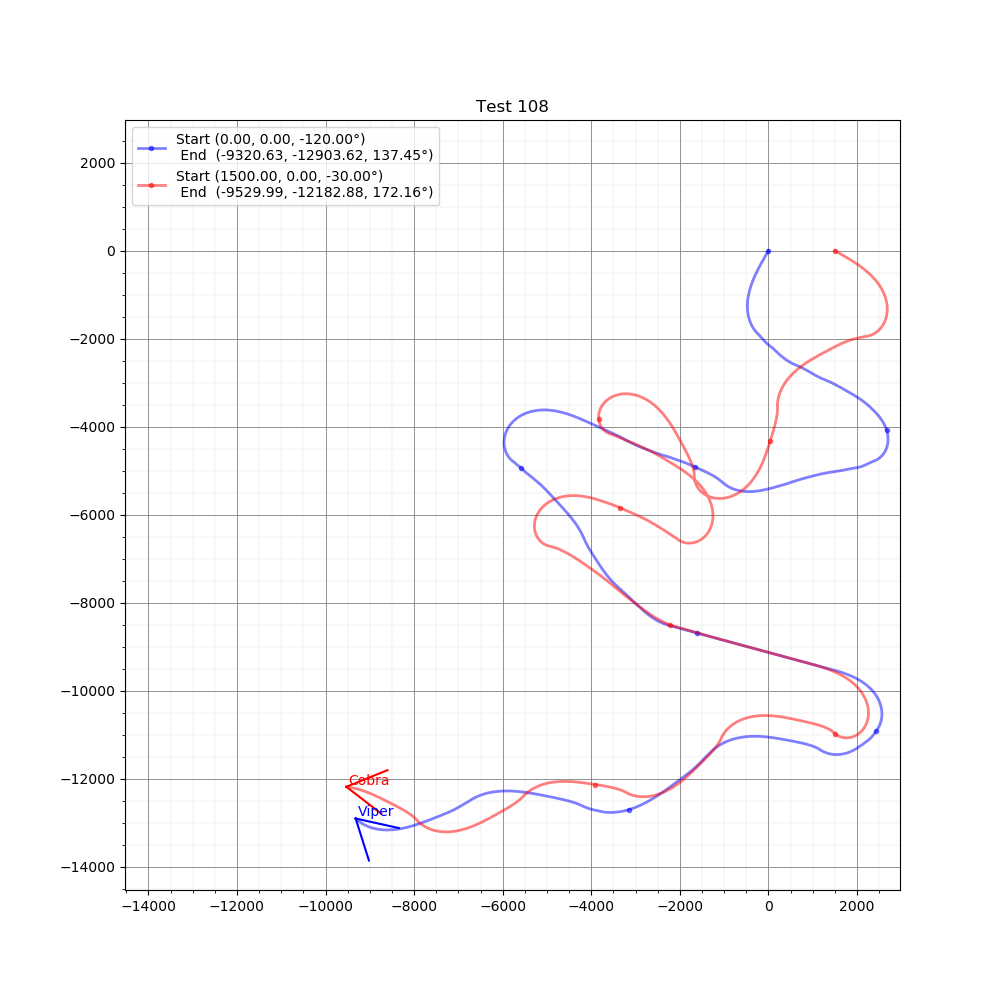 Test 108
Start (0.00, 0.00, -120.00°)
End (-9320.63, -12903.62, 137.45°)
Start (1500.00, 0.00, -30.00°)
End (-9529.99, -12182.88, 172.16°)
2000
0
−2000
−4000
−6000
−8000
−10000
−12000
−14000
Cobra
Viper
−14000 −12000 −10000 −8000 −6000 −4000 −2000 0 2000